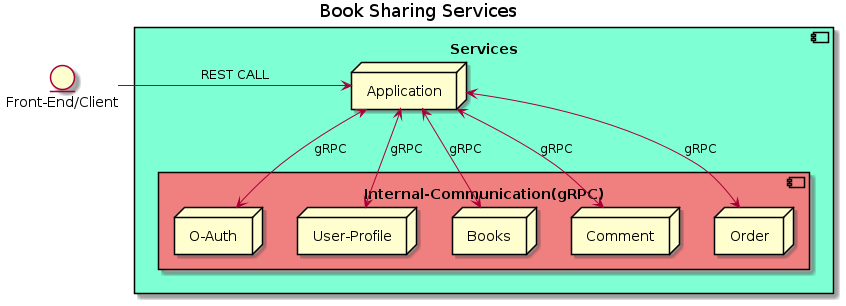 Book Sharing Services
Services
Front-End/Client
REST CALL
Application
gRPC
gRPC
gRPC
gRPC
gRPC
Internal-Communication(gRPC)
O-Auth
User-Profile
Books
Comment
Order